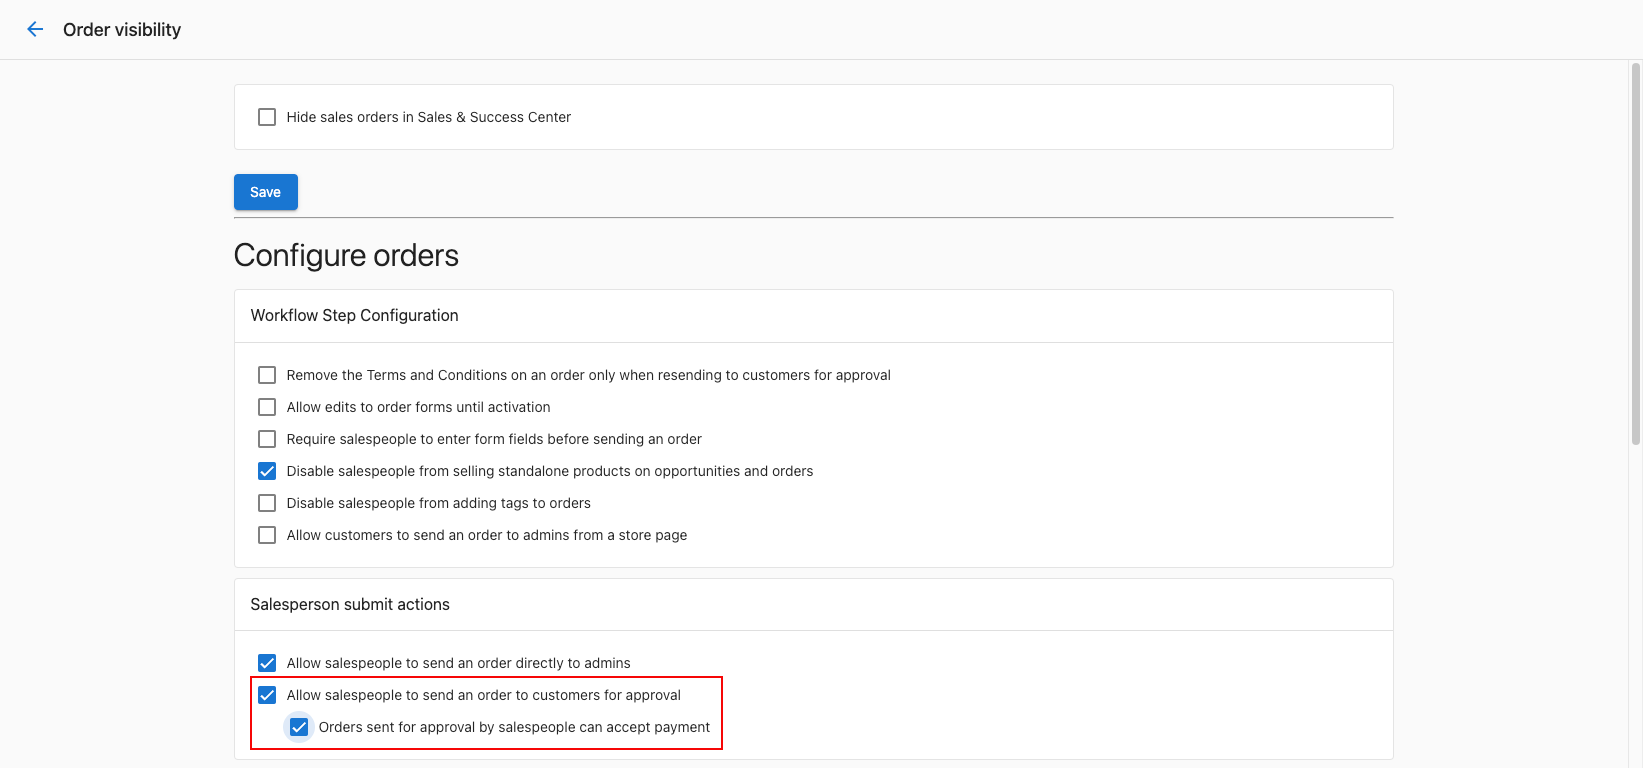 Order visibility
Hide sales orders in Sales & Success Center
Save
Configure orders
Workflow Step Configuration
Remove the Terms and Conditions on an order only when resending to customers for approval
Allow edits to order forms until activation
Require salespeople to enter form fields before sending an order
Disable salespeople from selling standalone products on opportunities and orders
Disable salespeople from adding tags to orders
Allow customers to send an order to admins from a store page
Salesperson submit actions
Allow salespeople to send an order directly to admins
Allow salespeople to send an order to customers for approval
Orders sent for approval by salespeople can accept payment